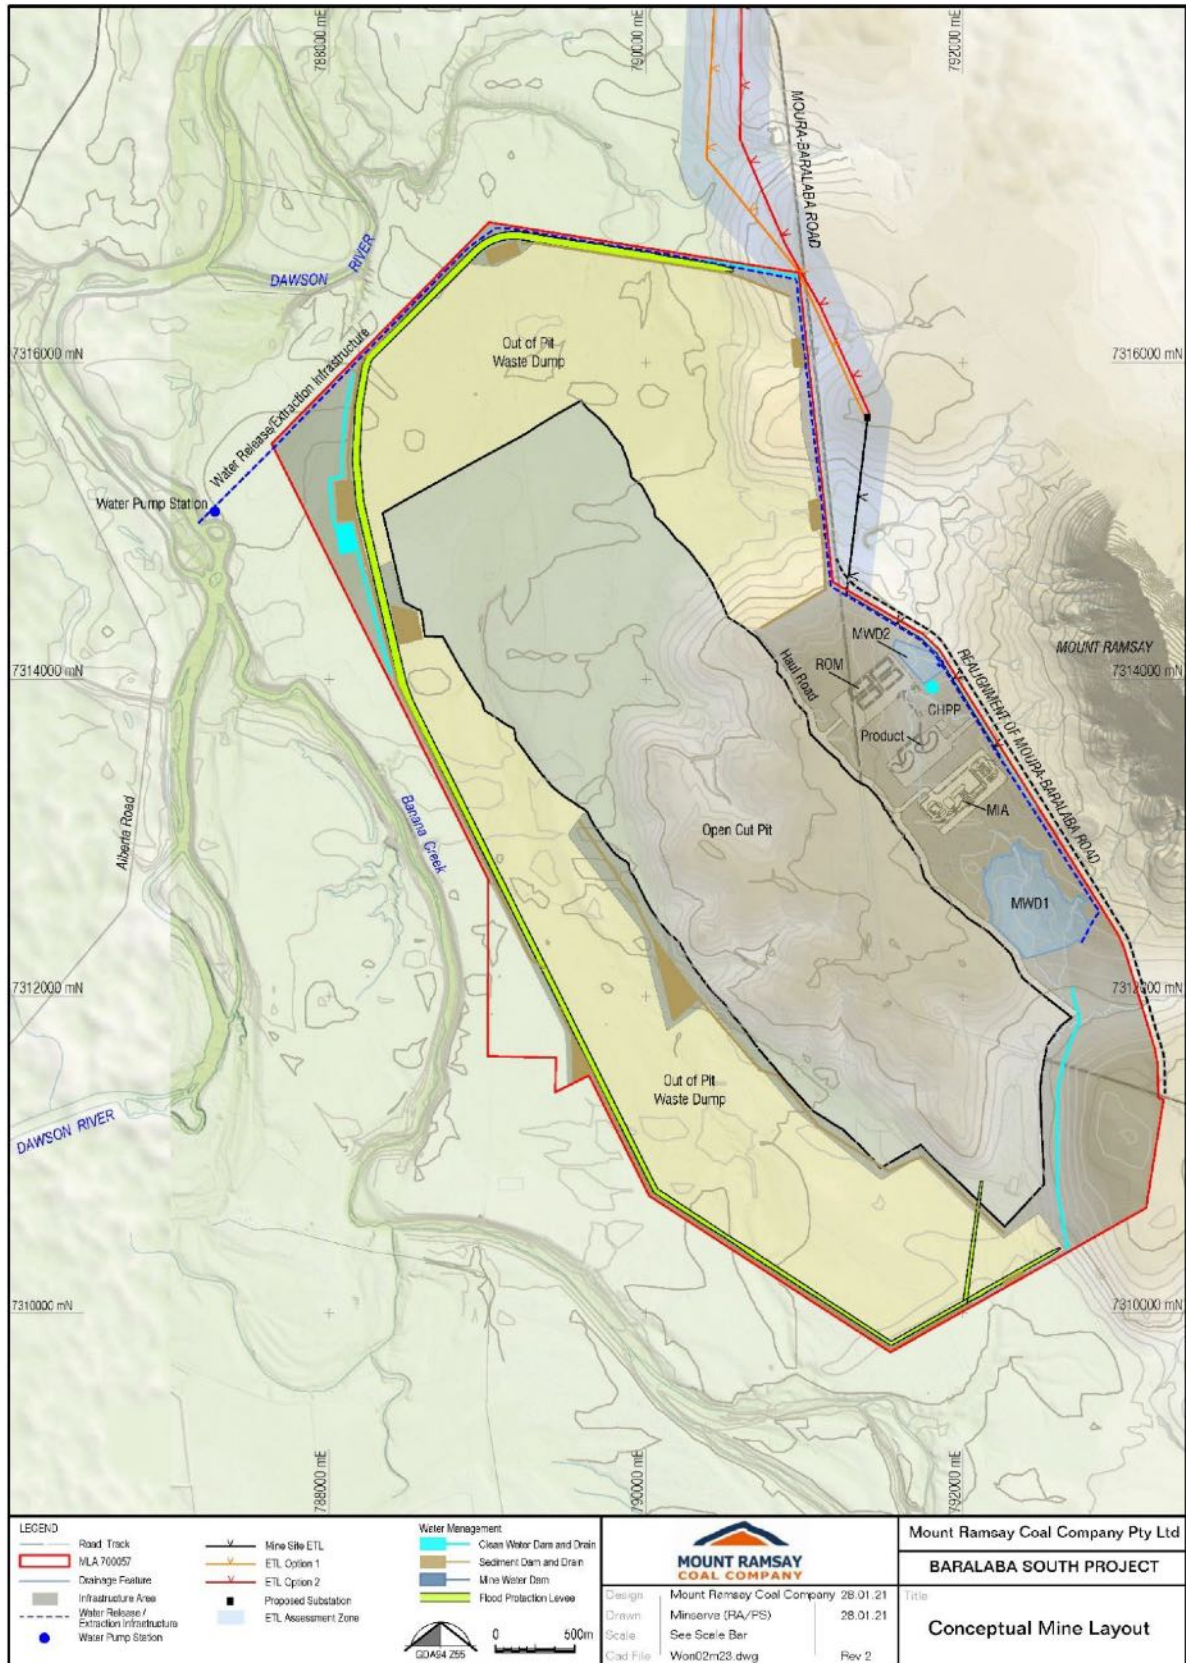 788000 mE
790000 mE
792000 mE
MOURA-BARALABA ROAD
DAWSON RIVER
7316000 mN
7316000 mN
Out of Pit
Waste Dump
Water Release/Extraction Infrastructure
Water Pump Station
MWD2
MOUNT RAMSAY
ROM
Haul Road
7314000 mN
7314000 mN
CHPP
REALIGNMENT OF MOURA-BARALABA ROAD
Product
MIA
Alberta Road
Banana Creek
Open Cut Pit
MWD1
7312000 mN
7312000 mN
Out of Pit
Waste Dump
DAWSON RIVER
7310000 mN
7310000 mN
788000 mE
790000 mE
792000 mE
LEGEND
Road, Track
MLA 700057
Drainage Feature
Infrastructure Area
Water Release /
Extraction Infrastructure
Water Pump Station
Mine Site ETL
ETL Option 1
ETL Option 2
Proposed Substation
ETL Assessment Zone
Water Management
Clean Water Dam and Drain
Sediment Dam and Drain
Mine Water Dam
Flood Protection Levee
GDA94 Z55
0 500m
MOUNT RAMSAY
COAL COMPANY
Design Mount Ramsay Coal Company 28.01.21
Drawn Minserve (RA/PS) 28.01.21
Scale See Scale Bar
Cad File Won02m23.dwg Rev 2
Mount Ramsay Coal Company Pty Ltd
BARALABA SOUTH PROJECT
Title
Conceptual Mine Layout